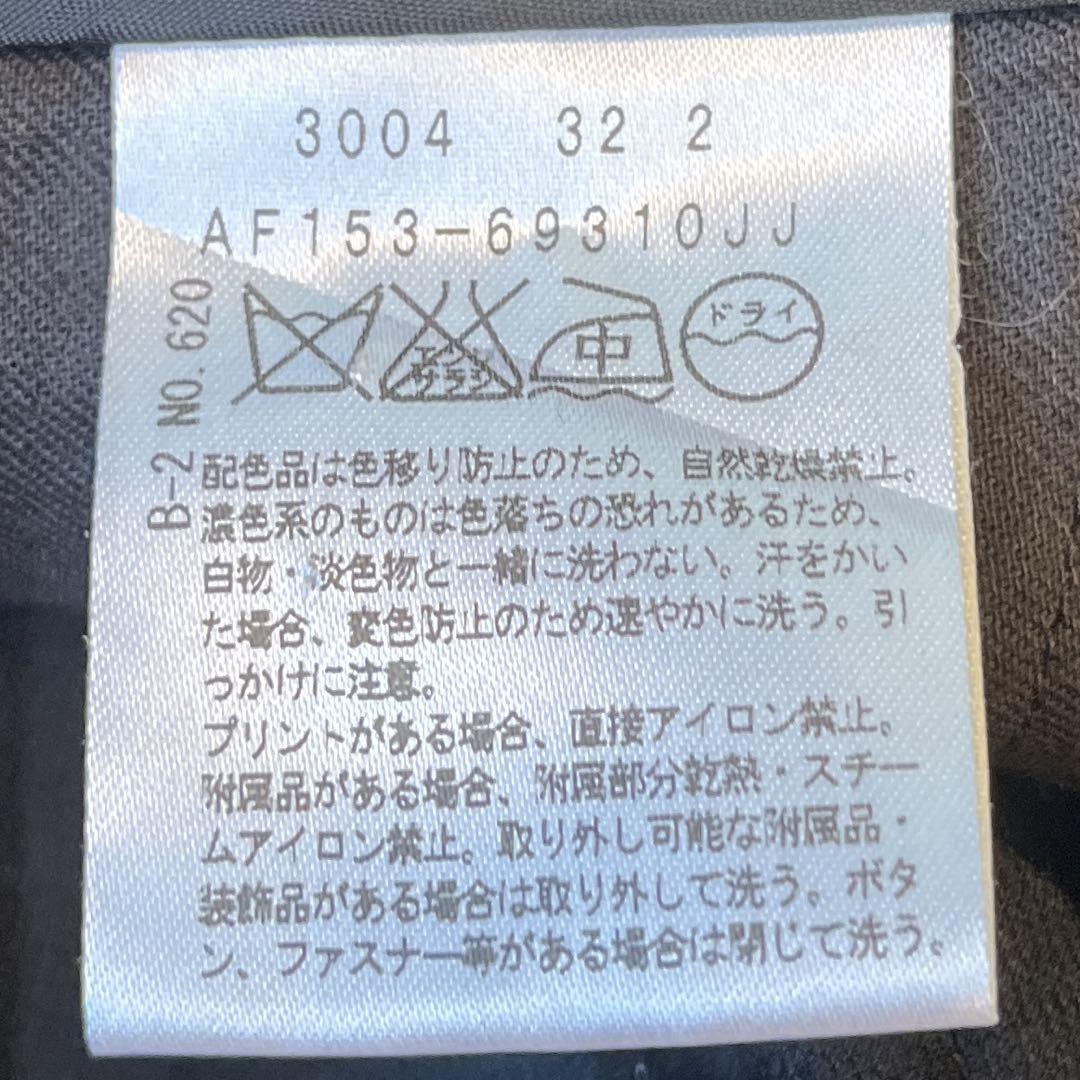 3004 32 2
AF153-69310JJ
エンソ
サラシ
中
ドライ
B-2 NO.620
配色品は色移り防止のため、自然乾燥禁止。
濃色系のものは色落ちの恐れがあるため、
白物・淡色物と一緒に洗わない。汗をかい
た場合、変色防止のため速やかに洗う。引
っかけに注意。
プリントがある場合、直接アイロン禁止。
附属品がある場合、附属部分乾熱・スチー
ムアイロン禁止。取り外し可能な附属品・
装飾品がある場合は取り外して洗う。ボタ
ン、ファスナー等がある場合は閉じて洗う。